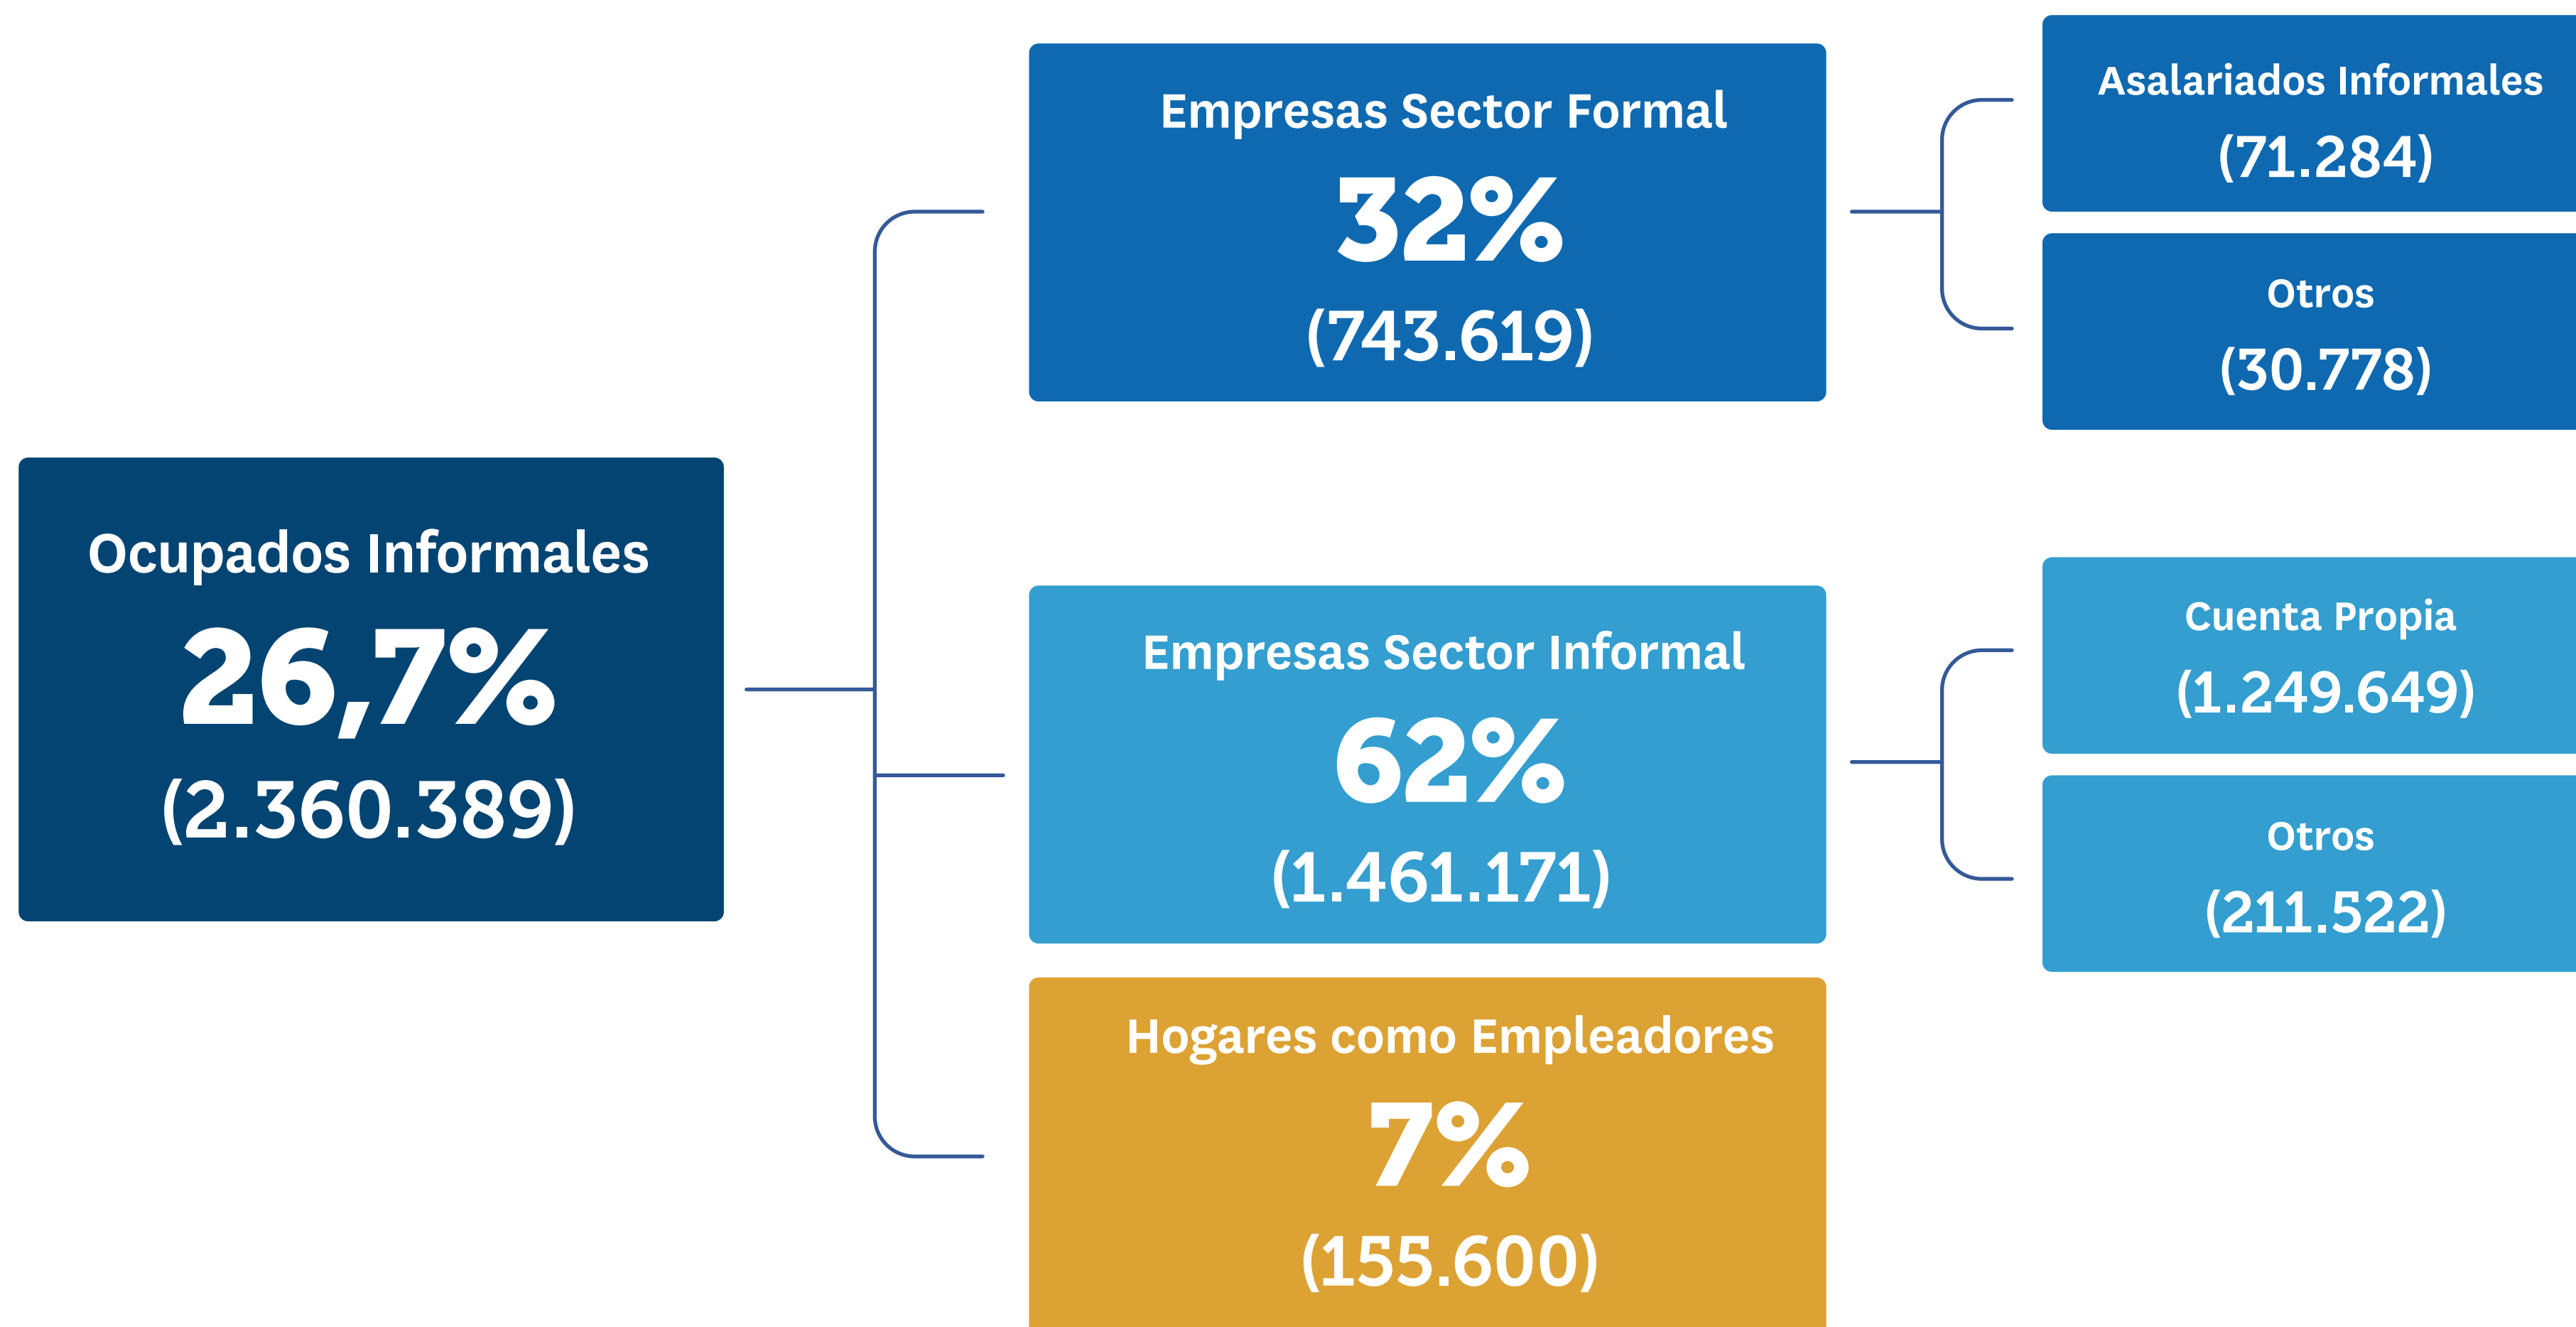 Ocupados Informales
26,7%
(2.360.389)
Empresas Sector Formal
32%
(743.619)
Asalariados Informales
(71.284)
Otros
(30.778)
Empresas Sector Informal
62%
(1.461.171)
Cuenta Propia
(1.249.649)
Otros
(211.522)
Hogares como Empleadores
7%
(155.600)